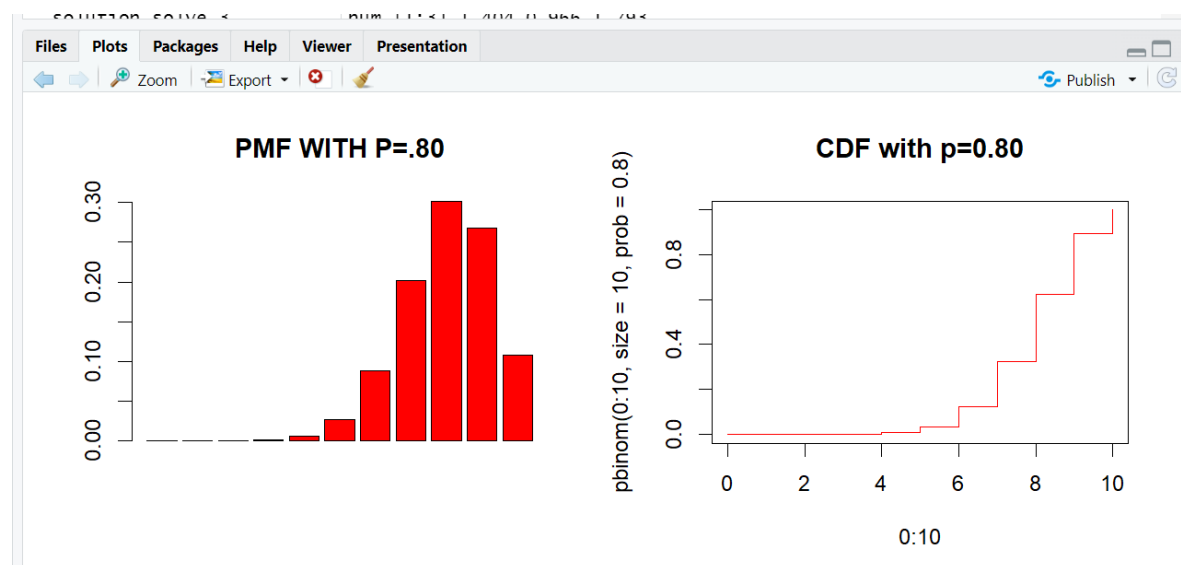 Files Plots Packages Help Viewer Presentation
Zoom Export Publish
PMF WITH P=.80
0.30
0.20
0.10
0.00
CDF with p=0.80
pbinom(0:10, size = 10, prob = 0.8)
0.8
0.4
0.0
0 2 4 6 8 10
0:10